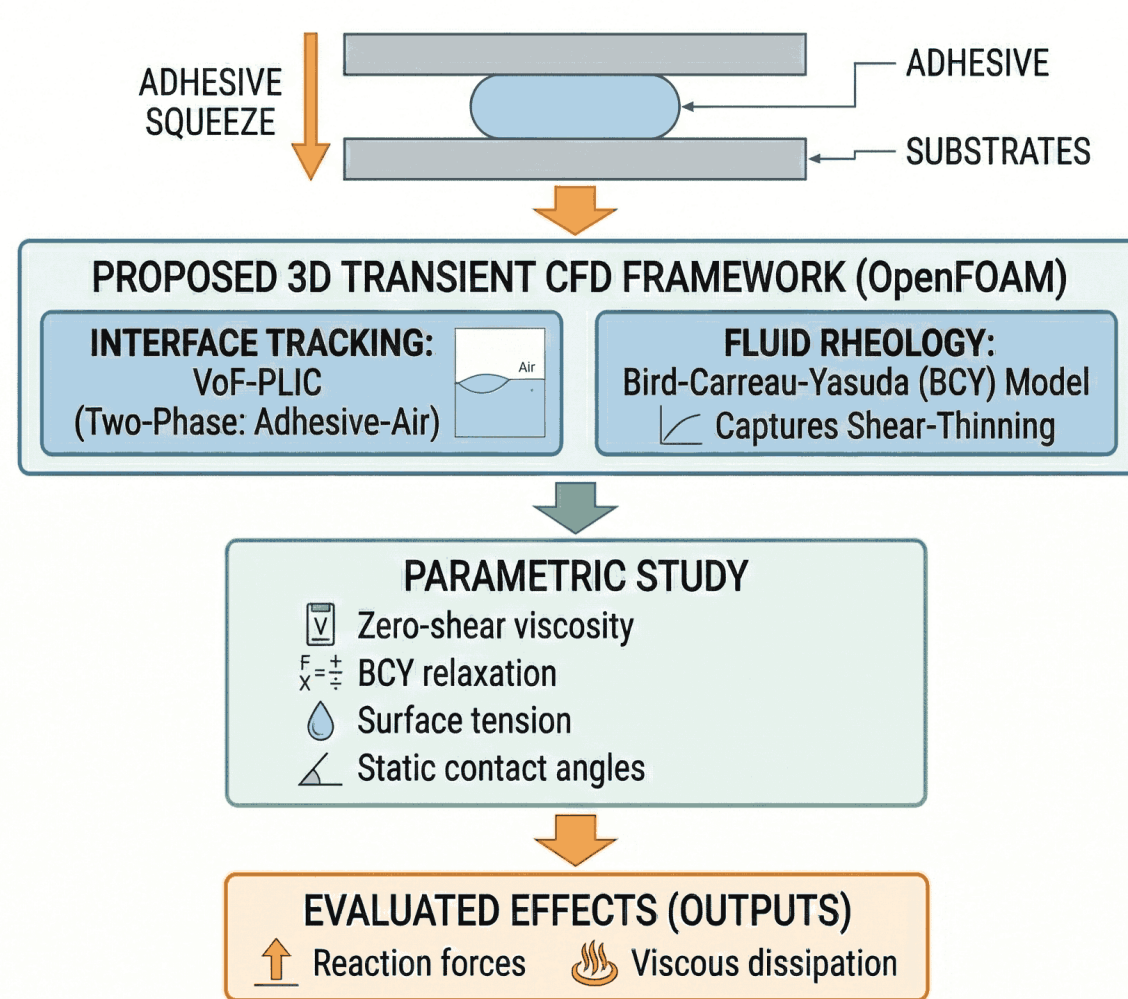 ADHESIVE
SQUEEZE
ADHESIVE
SUBSTRATES
PROPOSED 3D TRANSIENT CFD FRAMEWORK (OpenFOAM)
INTERFACE TRACKING:
VoF-PLIC
(Two-Phase: Adhesive-Air)
Air
FLUID RHEOLOGY:
Bird-Carreau-Yasuda (BCY) Model
Captures Shear-Thinning
PARAMETRIC STUDY
V Zero-shear viscosity
F + X = ÷ BCY relaxation
Surface tension
Static contact angles
EVALUATED EFFECTS (OUTPUTS)
Reaction forces Viscous dissipation